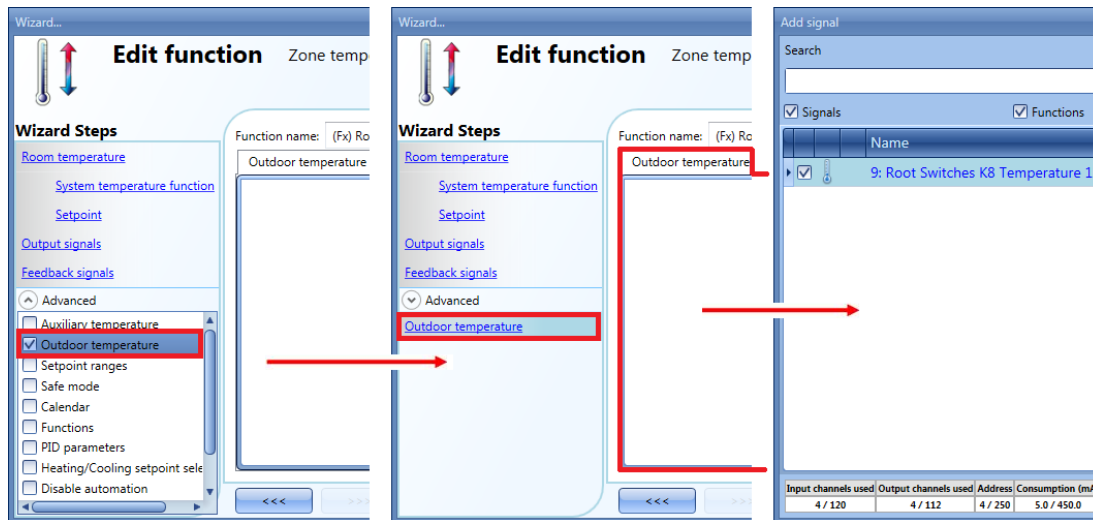 Wizard...
Edit function Zone temp
Wizard Steps
Room temperature
System temperature function
Setpoint
Output signals
Feedback signals
Advanced
Auxiliary temperature
Outdoor temperature
Setpoint ranges
Safe mode
Calendar
Functions
PID parameters
Heating/Cooling setpoint sele
Disable automation
Function name: (Fx) Ro
Outdoor temperature
<<< >>>
Wizard...
Edit function Zone temp
Wizard Steps
Room temperature
System temperature function
Setpoint
Output signals
Feedback signals
Advanced
Outdoor temperature
Function name: (Fx) Ro
Outdoor temperature
<<< >>>
Add signal
Search
Signals Functions
Name
9: Root Switches K8 Temperature 1
Input channels used Output channels used Address Consumption (mA
4 / 120 4 / 112 4 / 250 5.0 / 450.0